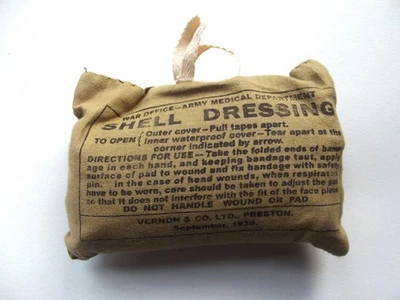 WAR OFFICE—ARMY MEDICAL DEPARTMENT
SHELL DRESSING
TO OPEN { Outer cover—Pull tapes apart.
Inner waterproof cover—Tear apart at the
corner indicated by arrow.
DIRECTIONS FOR USE—Take the folded ends of band-
age in each hand, and keeping bandage taut, apply
surface of pad to wound and fix bandage with safety
pin. In the case of head wounds, when respirator
have to be worn, care should be taken to adjust the pad
so that it does not interfere with the fit of the face piece
DO NOT HANDLE WOUND OR PAD
VERNON & CO. LTD., PRESTON.
September,